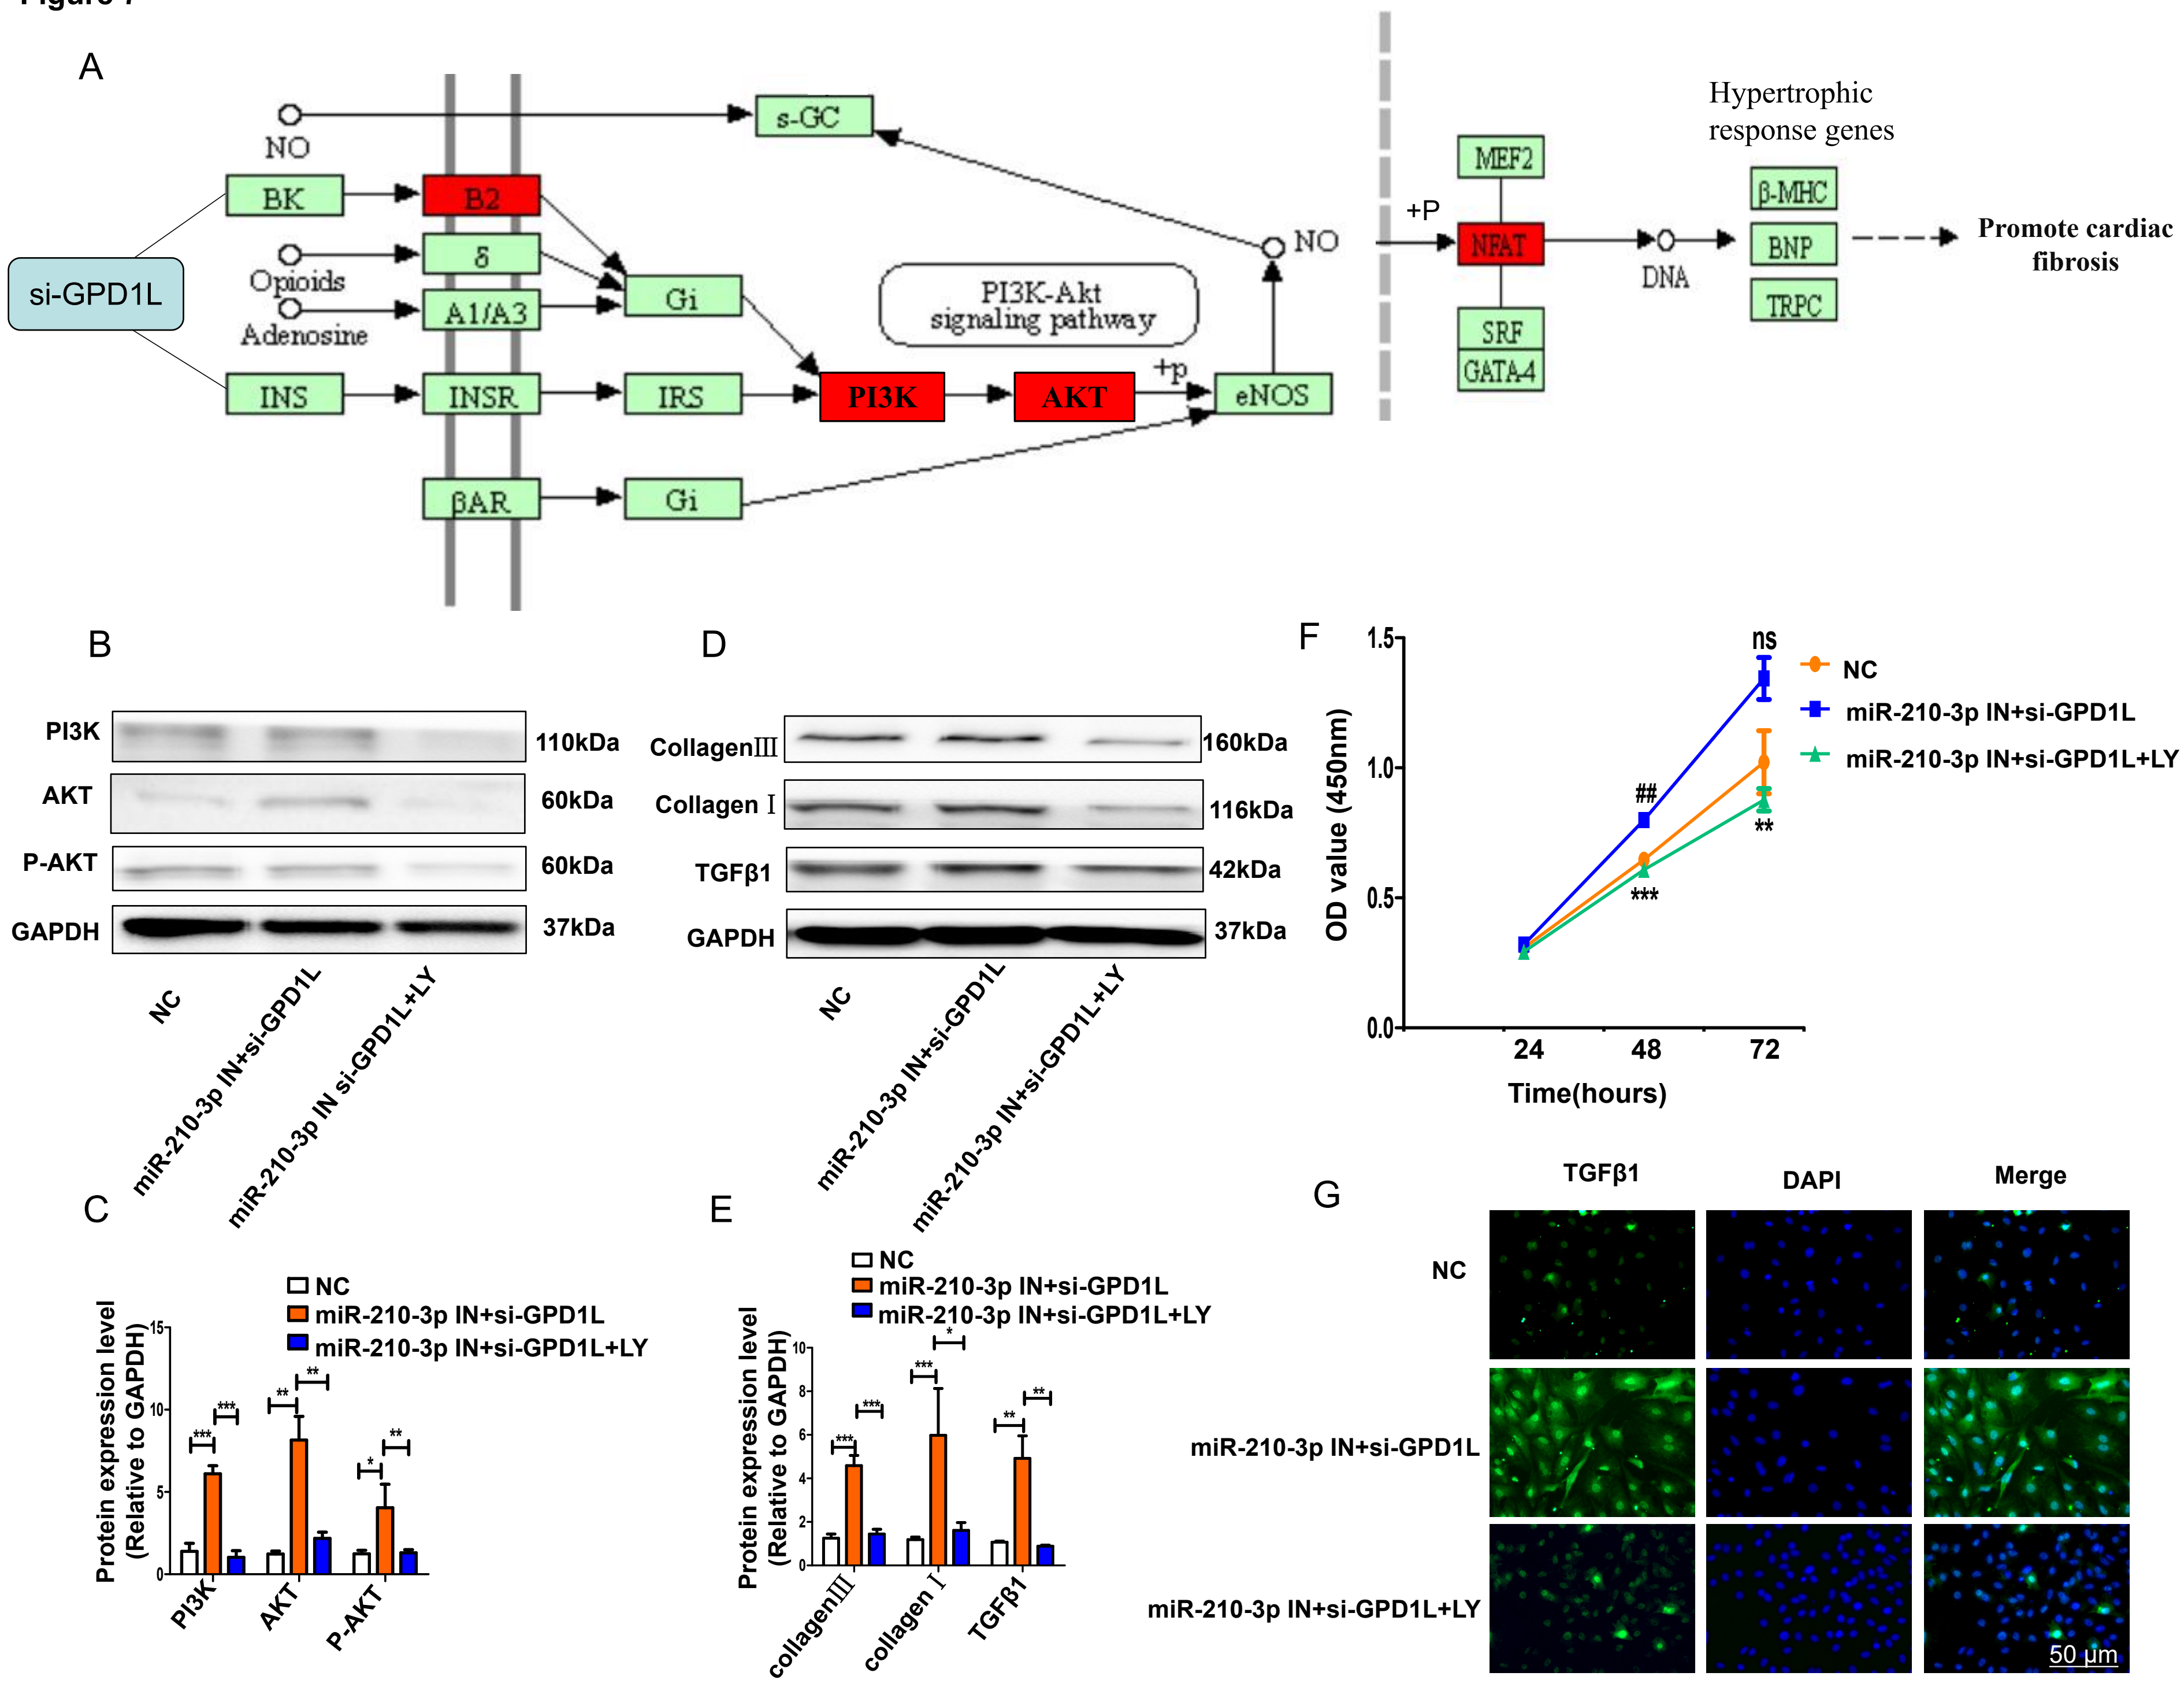 A
NO
s-GC
BK
B2
δ
Opioids
A1/A3
Adenosine
Gi
si-GPD1L
PI3K-Akt
signaling pathway
NO
INS
INSR
IRS
PI3K
AKT
+p
eNOS
βAR
Gi
+P
MEF2
NFAT
SRF
GATA-4
DNA
Hypertrophic
response genes
β-MHC
BNP
TRPC
Promote cardiac
fibrosis
B
PI3K
110kDa
AKT
60kDa
P-AKT
60kDa
GAPDH
37kDa
NC
miR-210-3p IN+si-GPD1L
miR-210-3p IN si-GPD1L+LY
D
CollagenⅢ
160kDa
Collagen Ⅰ
116kDa
TGFβ1
42kDa
GAPDH
37kDa
NC
miR-210-3p IN+si-GPD1L
miR-210-3p IN+si-GPD1L+LY
F
OD value (450nm)
1.5
1.0
0.5
0.0
24
48
72
Time(hours)
##
***
ns
**
NC
miR-210-3p IN+si-GPD1L
miR-210-3p IN+si-GPD1L+LY
C
NC
miR-210-3p IN+si-GPD1L
miR-210-3p IN+si-GPD1L+LY
Protein expression level
(Relative to GAPDH)
15
10
5
0
***
***
**
**
*
**
PI3K
AKT
P-AKT
E
NC
miR-210-3p IN+si-GPD1L
miR-210-3p IN+si-GPD1L+LY
Protein expression level
(Relative to GAPDH)
10
8
6
4
2
0
***
***
***
*
**
**
collagenⅢ
collagen Ⅰ
TGFβ1
G
TGFβ1
DAPI
Merge
NC
miR-210-3p IN+si-GPD1L
miR-210-3p IN+si-GPD1L+LY
50 µm